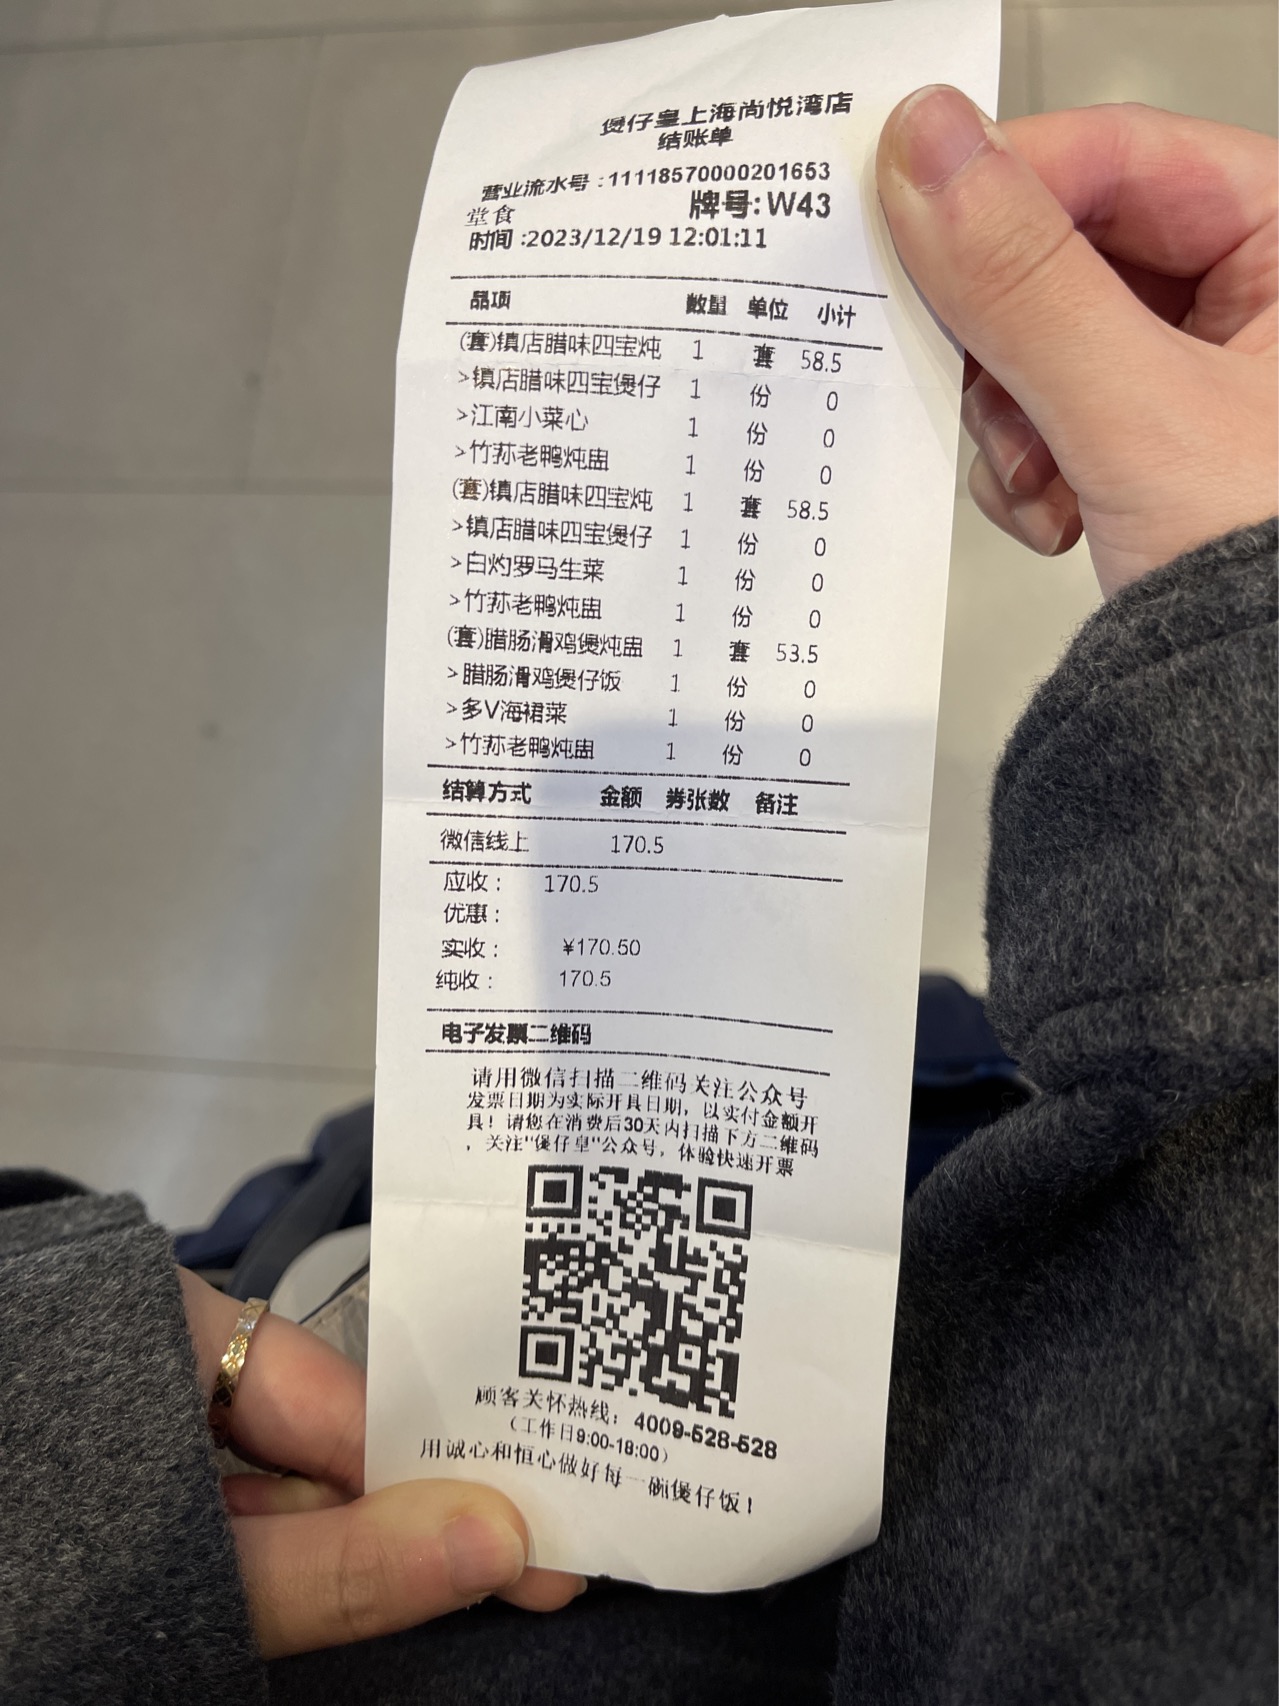 煲仔皇上海尚悦湾店
结账单
营业流水号:11118570000201653
堂食 牌号:W43
时间:2023/12/19 12:01:11
品项 数量 单位 小计
(套)镇店腊味四宝炖 1 套 58.5
>镇店腊味四宝煲仔 1 份 0
>江南小菜心 1 份 0
>竹荪老鸭炖盅 1 份 0
(套)镇店腊味四宝炖 1 套 58.5
>镇店腊味四宝煲仔 1 份 0
>白灼罗马生菜 1 份 0
>竹荪老鸭炖盅 1 份 0
(套)腊肠滑鸡煲炖盅 1 套 53.5
>腊肠滑鸡煲仔饭 1 份 0
>多V海裙菜 1 份 0
>竹荪老鸭炖盅 1 份 0
结算方式 金额 券张数 备注
微信线上 170.5
应收: 170.5
优惠:
实收: ¥170.50
纯收: 170.5
电子发票二维码
请用微信扫描二维码关注公众号
发票日期为实际开具日期，以实付金额开
具！请您在消费后30天内扫描下方二维码
，关注"煲仔皇"公众号，体验快速开票
顾客关怀热线：4009-528-528
（工作日9:00-18:00）
用诚心和恒心做好每一碗煲仔饭！